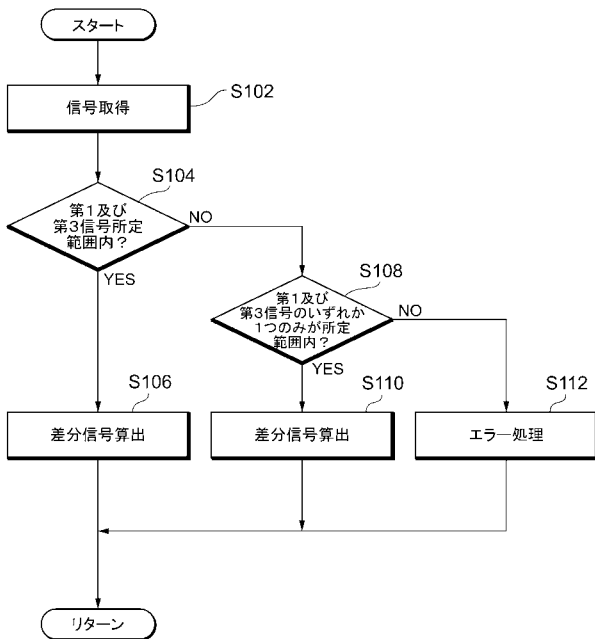 スタート
信号取得
S102
S104
第1及び
第3信号所定
範囲内?
NO
YES
S108
第1及び
第3信号のいずれか
1つのみが所定
範囲内?
NO
YES
S106
差分信号算出
S110
差分信号算出
S112
エラー処理
リターン